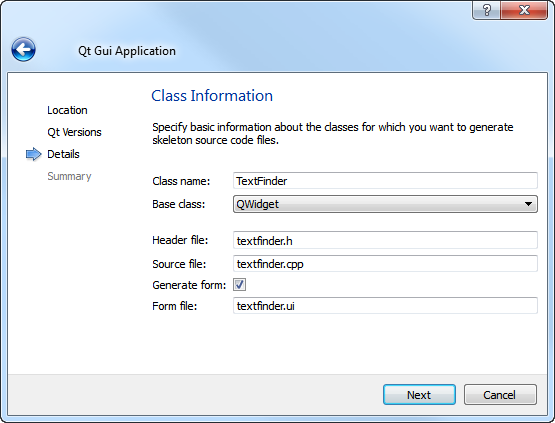 Qt Gui Application
Location
Qt Versions
Details
Summary
Class Information
Specify basic information about the classes for which you want to generate
skeleton source code files.
Class name: TextFinder
Base class: QWidget
Header file: textfinder.h
Source file: textfinder.cpp
Generate form:
Form file: textfinder.ui
Next Cancel